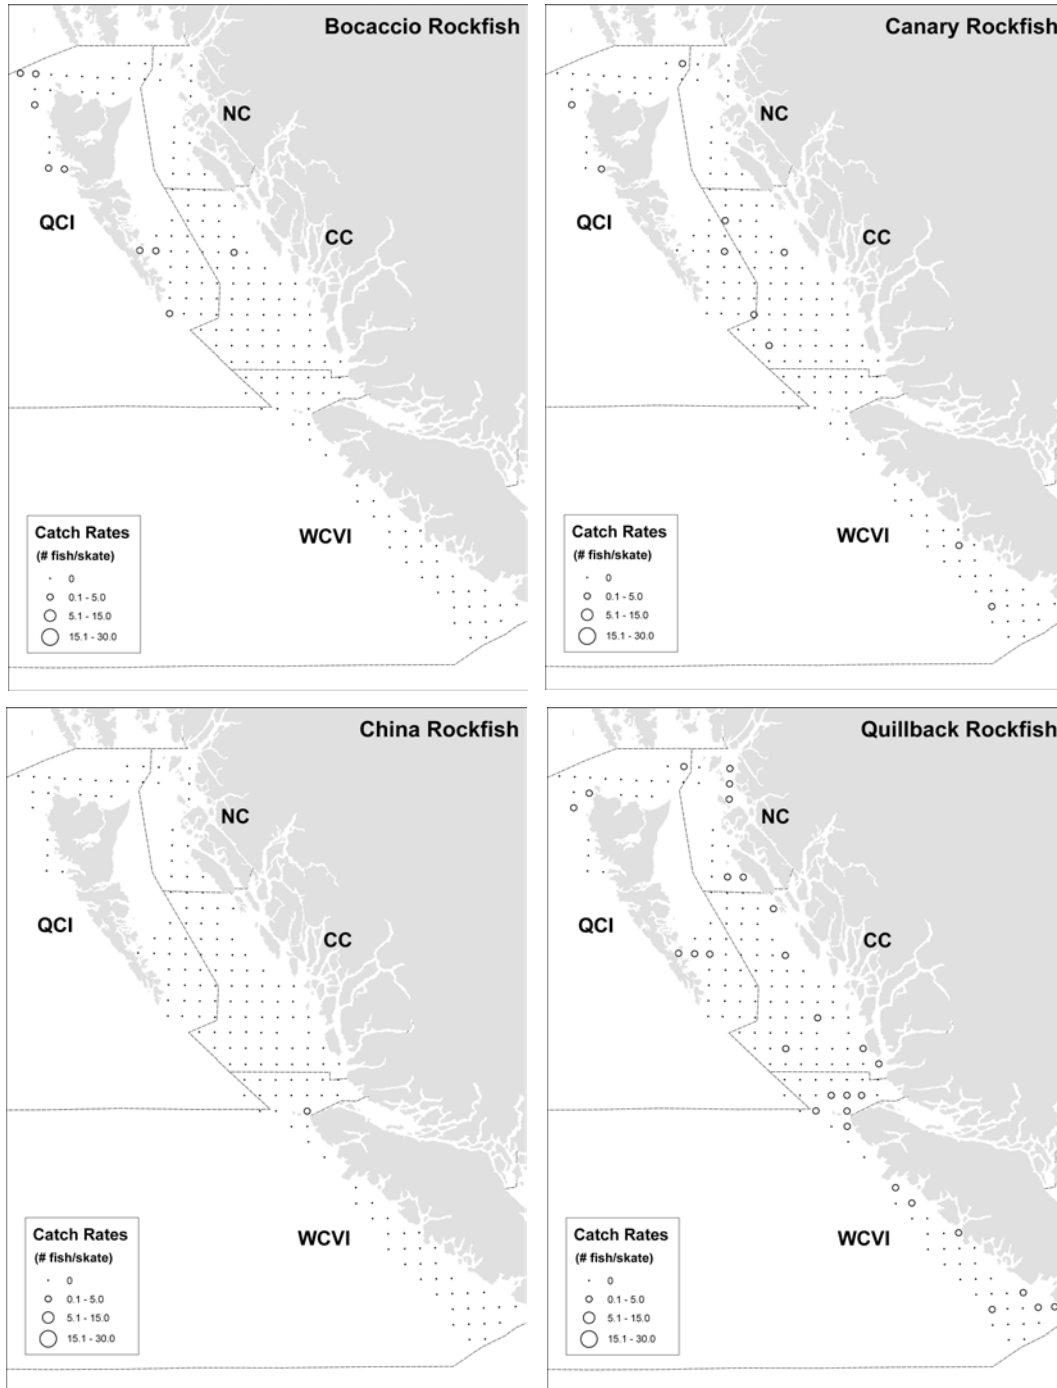 Bocaccio Rockfish
NC
QCI
CC
WCVI
Catch Rates
(# fish/skate)
0
0.1 - 5.0
5.1 - 15.0
15.1 - 30.0
Canary Rockfish
NC
QCI
CC
WCVI
Catch Rates
(# fish/skate)
0
0.1 - 5.0
5.1 - 15.0
15.1 - 30.0
China Rockfish
NC
QCI
CC
WCVI
Catch Rates
(# fish/skate)
0
0.1 - 5.0
5.1 - 15.0
15.1 - 30.0
Quillback Rockfish
NC
QCI
CC
WCVI
Catch Rates
(# fish/skate)
0
0.1 - 5.0
5.1 - 15.0
15.1 - 30.0